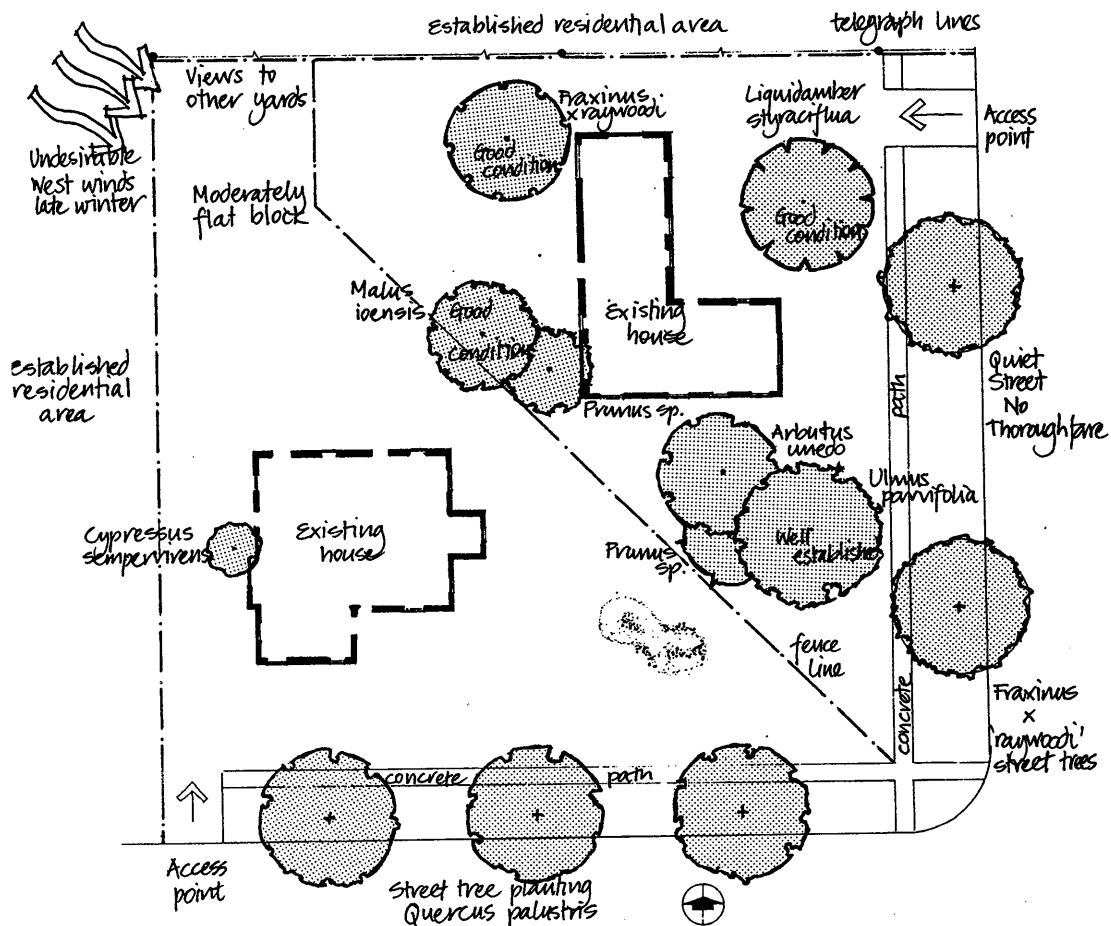 Established residential area
telegraph lines
Views to
other yards
Fraxinus
x raywoodi
Liquidamber
styraciflua
Access
point
Good
condition
Undesirable
West winds
late winter
Moderately
flat block
Good
condition
Malus
ioensis
Good
condition
Existing
house
Established
residential
area
Prunus sp.
path
Quiet
Street
No
Thoroughfare
Arbutus
unedo
Ulmus
parvifolia
Cypressus
sempervirens
Existing
house
Prunus
sp.
Well
established
fence
line
concrete
Fraxinus
x
'raywoodi'
street trees
concrete path
Access
point
Street tree planting
Quercus palustris